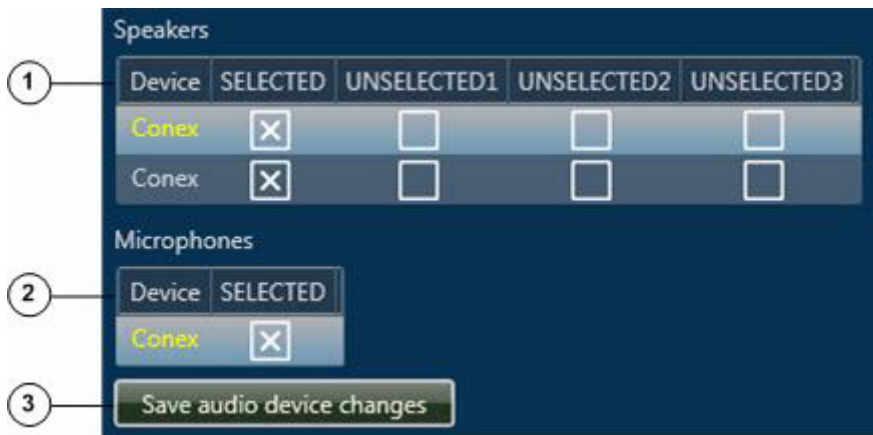 Speakers
1 Device SELECTED UNSELECTED1 UNSELECTED2 UNSELECTED3
Conex
Conex
Microphones
2 Device SELECTED
Conex
3 Save audio device changes